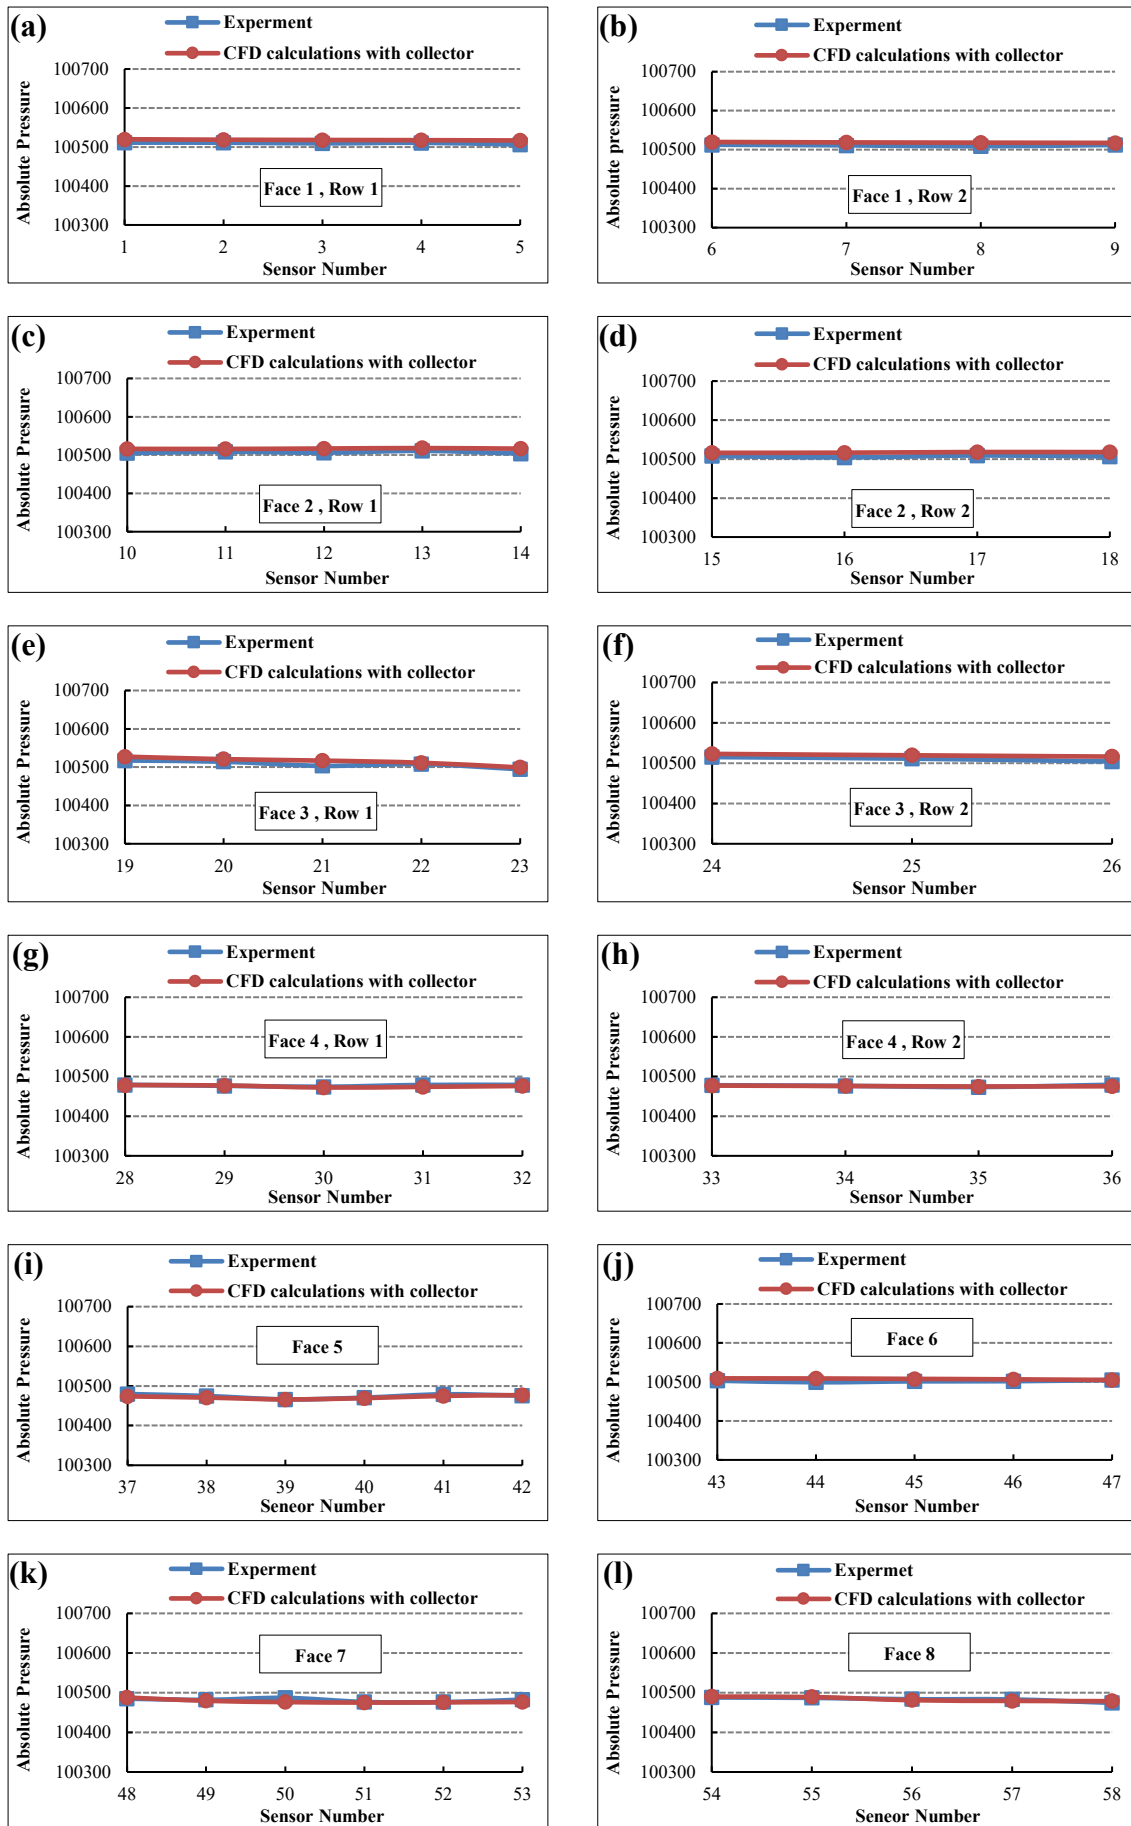 (a)
Experment
CFD calculations with collector
Absolute Pressure
100700
100600
100500
100400
100300
Face 1 , Row 1
1 2 3 4 5
Sensor Number
(b)
Experment
CFD calculations with collector
Absolute pressure
100700
100600
100500
100400
100300
Face 1 , Row 2
6 7 8 9
Sensor Number
(c)
Experment
CFD calculations with collector
Absolute Pressure
100700
100600
100500
100400
100300
Face 2 , Row 1
10 11 12 13 14
Sensor Number
(d)
Experment
CFD calculations with collector
Absolute Pressure
100700
100600
100500
100400
100300
Face 2 , Row 2
15 16 17 18
Sensor Number
(e)
Experment
CFD calculations with collector
Absolute Pressure
100700
100600
100500
100400
100300
Face 3 , Row 1
19 20 21 22 23
Sensor Number
(f)
Experment
CFD calculations with collector
Absolute Pressure
100700
100600
100500
100400
100300
Face 3 , Row 2
24 25 26
Sensor Number
(g)
Experment
CFD calculations with collector
Absolute Pressure
100700
100600
100500
100400
100300
Face 4 , Row 1
28 29 30 31 32
Sensor Number
(h)
Experment
CFD calculations with collector
Absolute Pressure
100700
100600
100500
100400
100300
Face 4 , Row 2
33 34 35 36
Sensor Number
(i)
Experment
CFD calculations with collector
Absolute Pressure
100700
100600
100500
100400
100300
Face 5
37 38 39 40 41 42
Seneor Number
(j)
Experment
CFD calculations with collector
Absolute Pressure
100700
100600
100500
100400
100300
Face 6
43 44 45 46 47
Sensor Number
(k)
Experment
CFD calculations with collector
Absolute Pressure
100700
100600
100500
100400
100300
Face 7
48 49 50 51 52 53
Sensor Number
(l)
Expermet
CFD calculations with collector
Absolute Pressure
100700
100600
100500
100400
100300
Face 8
54 55 56 57 58
Seneor Number